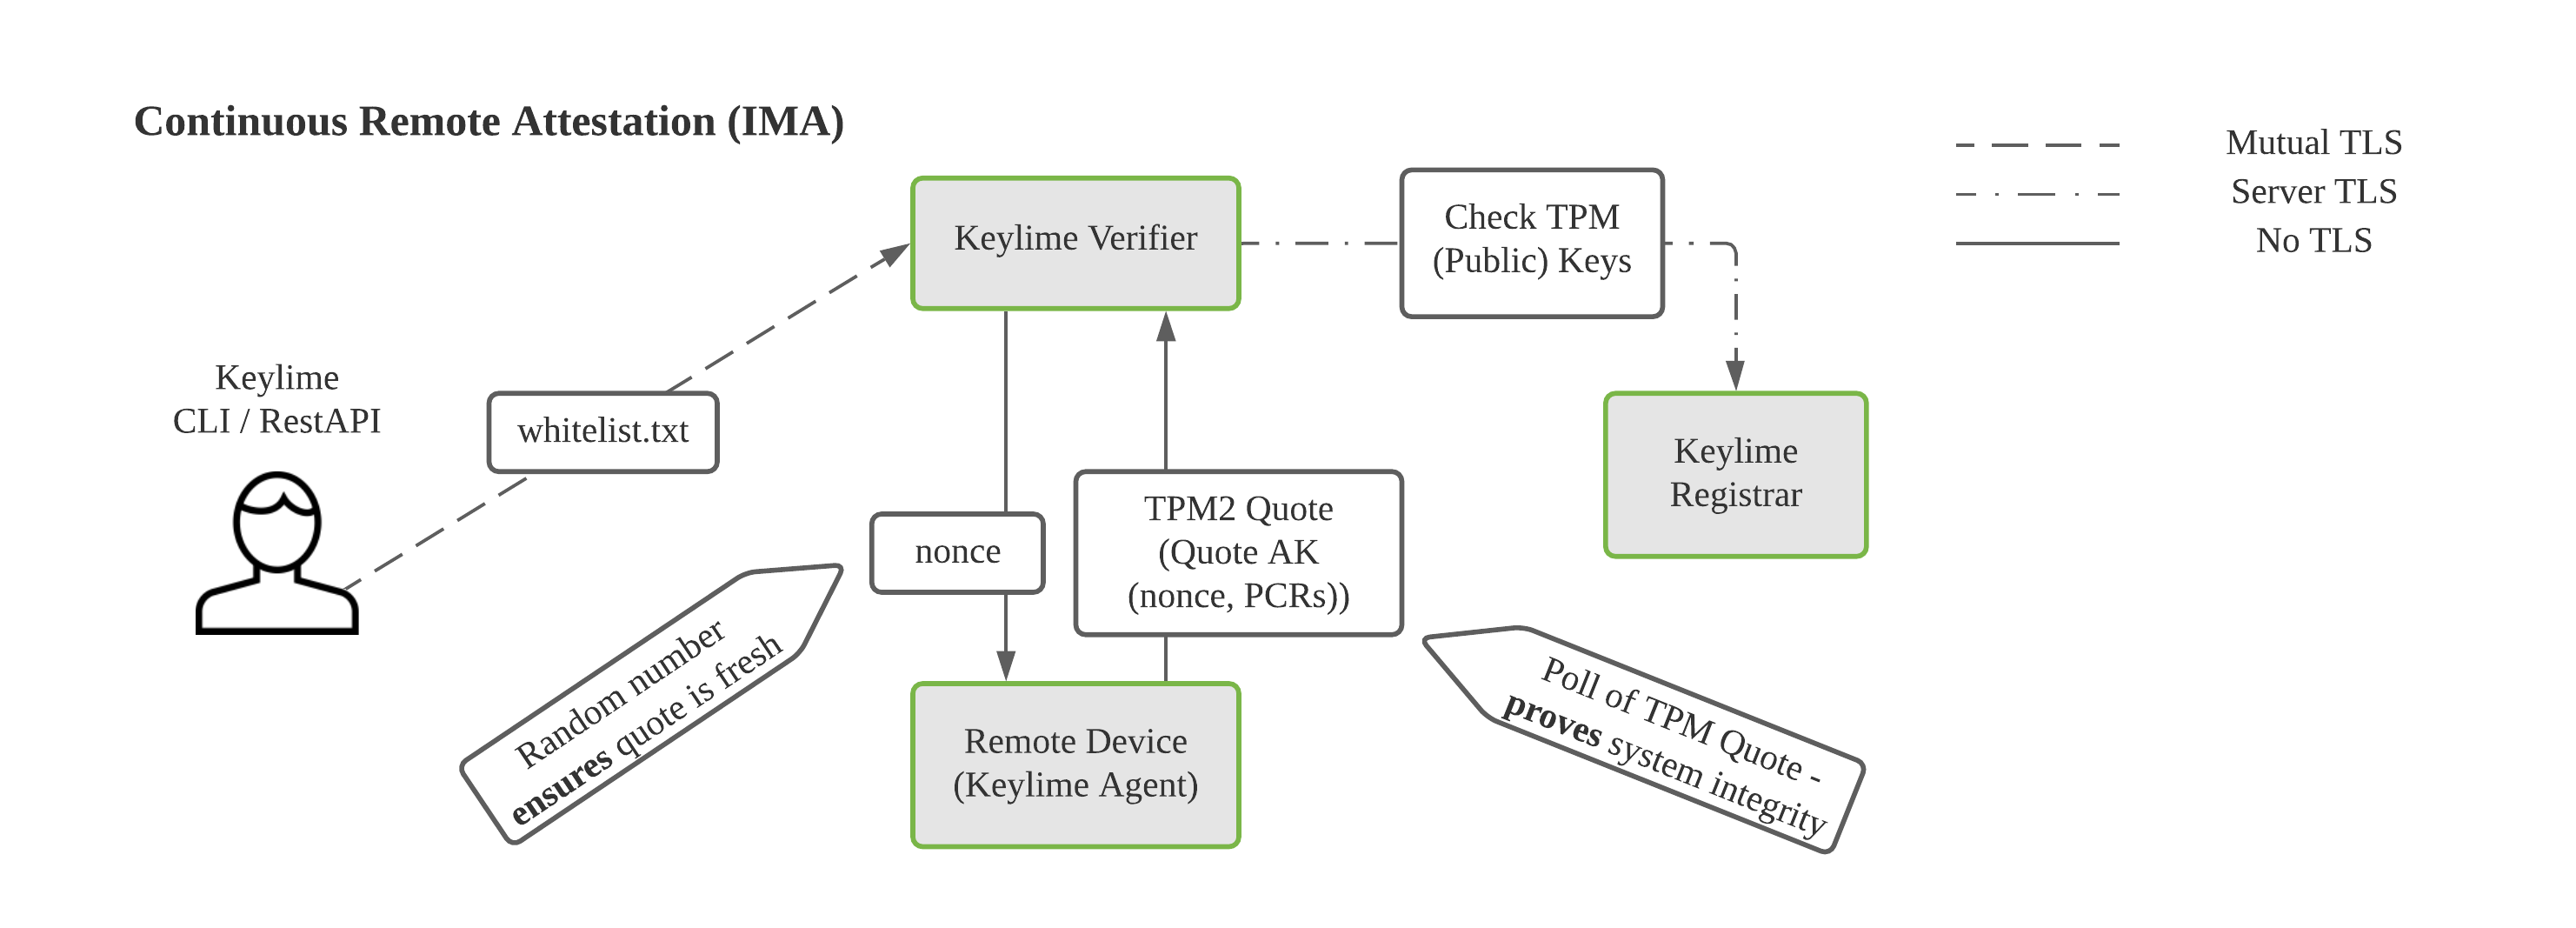 Continuous Remote Attestation (IMA)
Mutual TLS
Server TLS
No TLS
Keylime Verifier
Check TPM
(Public) Keys
Keylime
CLI / RestAPI
whitelist.txt
Keylime
Registrar
nonce
TPM2 Quote
(Quote AK
(nonce, PCRs))
Random number
ensures quote is fresh
Poll of TPM Quote -
proves system integrity
Remote Device
(Keylime Agent)